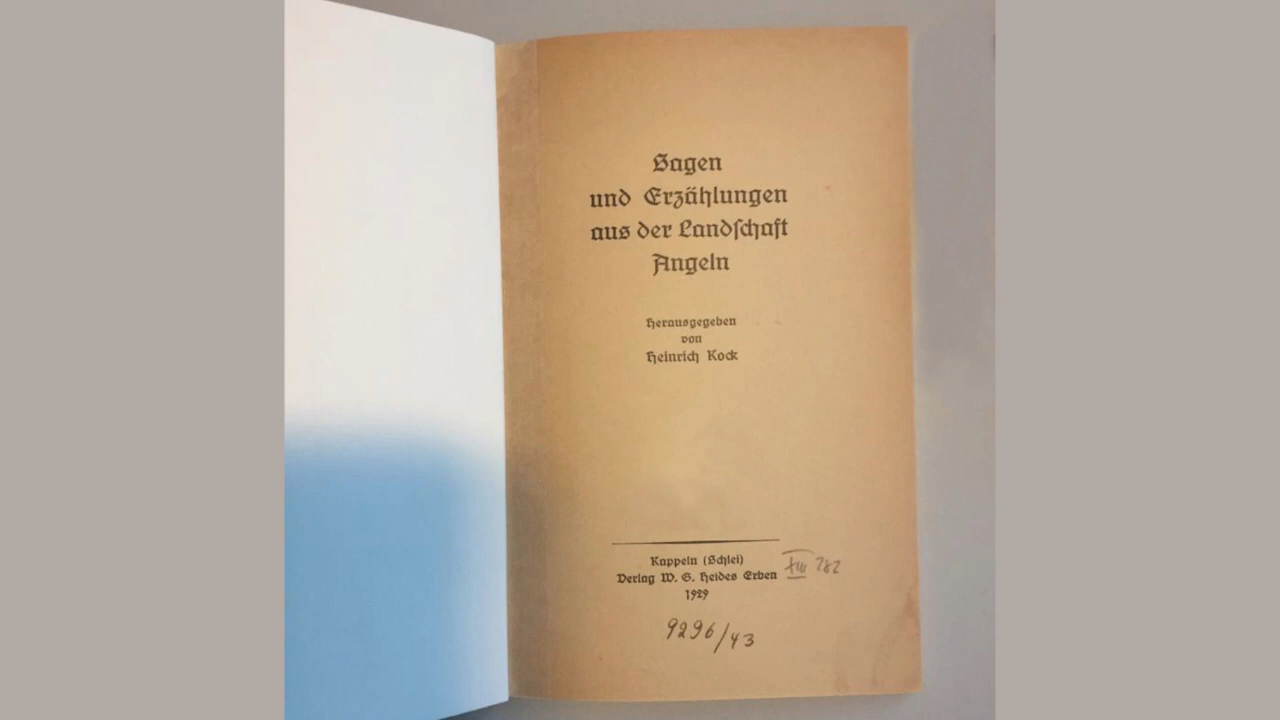 Sagen
und Erzählungen
aus der Landſchaft
Angeln
Herausgegeben
von
Heinrich Kock
Kappeln (Schlei)
Verlag W. G. Heides Erben
1929
282
9296/43